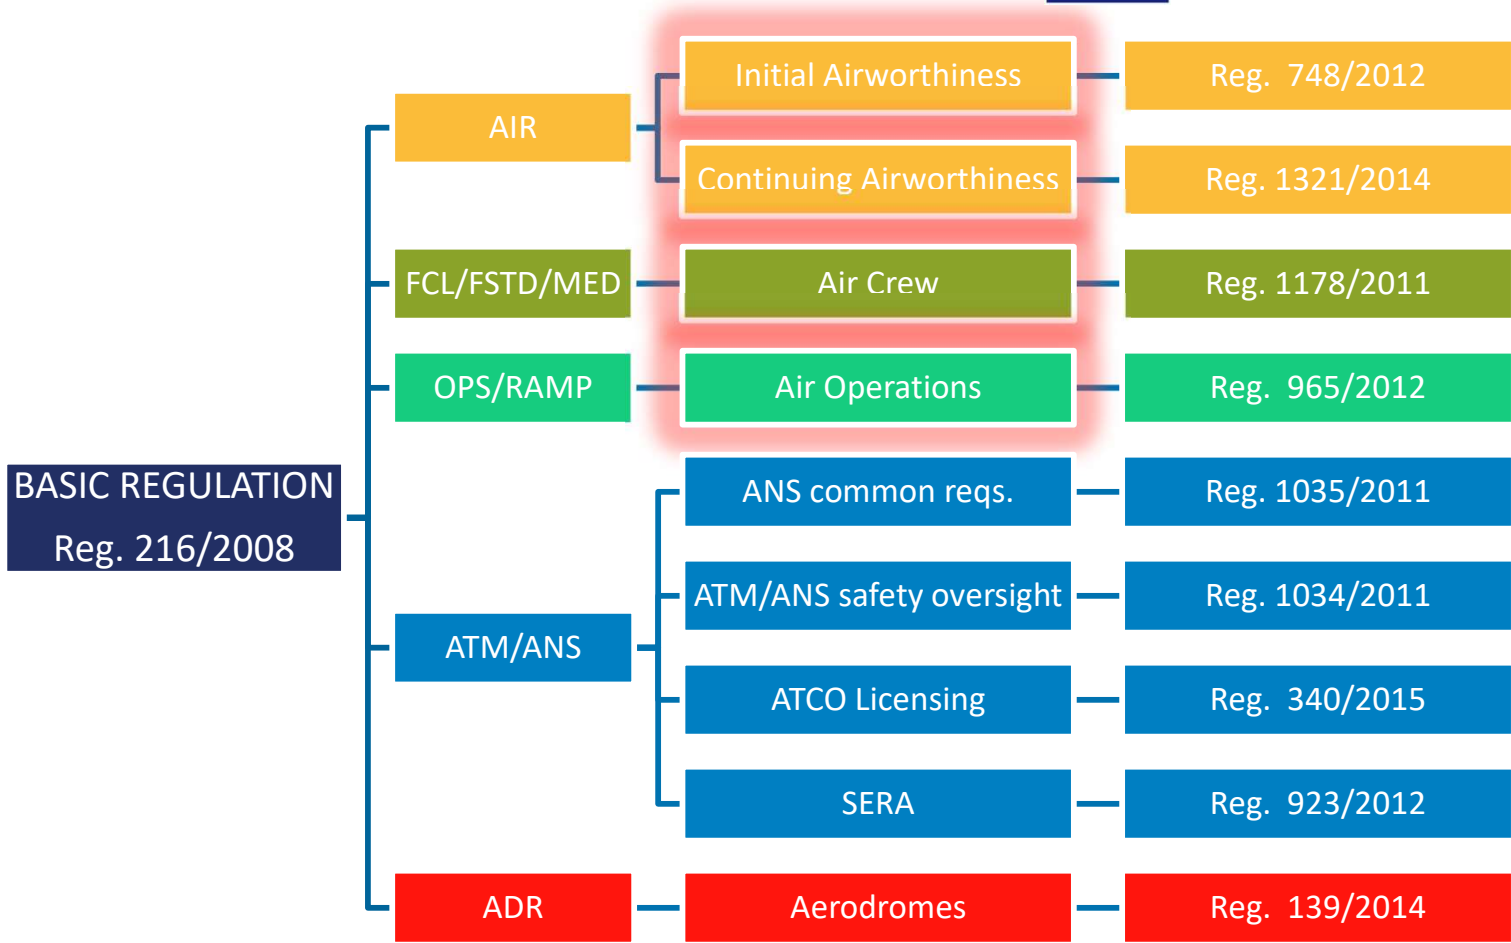 Initial Airworthiness
Reg. 748/2012
AIR
Continuing Airworthiness
Reg. 1321/2014
FCL/FSTD/MED
Air Crew
Reg. 1178/2011
OPS/RAMP
Air Operations
Reg. 965/2012
BASIC REGULATION
Reg. 216/2008
ANS common reqs.
Reg. 1035/2011
ATM/ANS safety oversight
Reg. 1034/2011
ATM/ANS
ATCO Licensing
Reg. 340/2015
SERA
Reg. 923/2012
ADR
Aerodromes
Reg. 139/2014